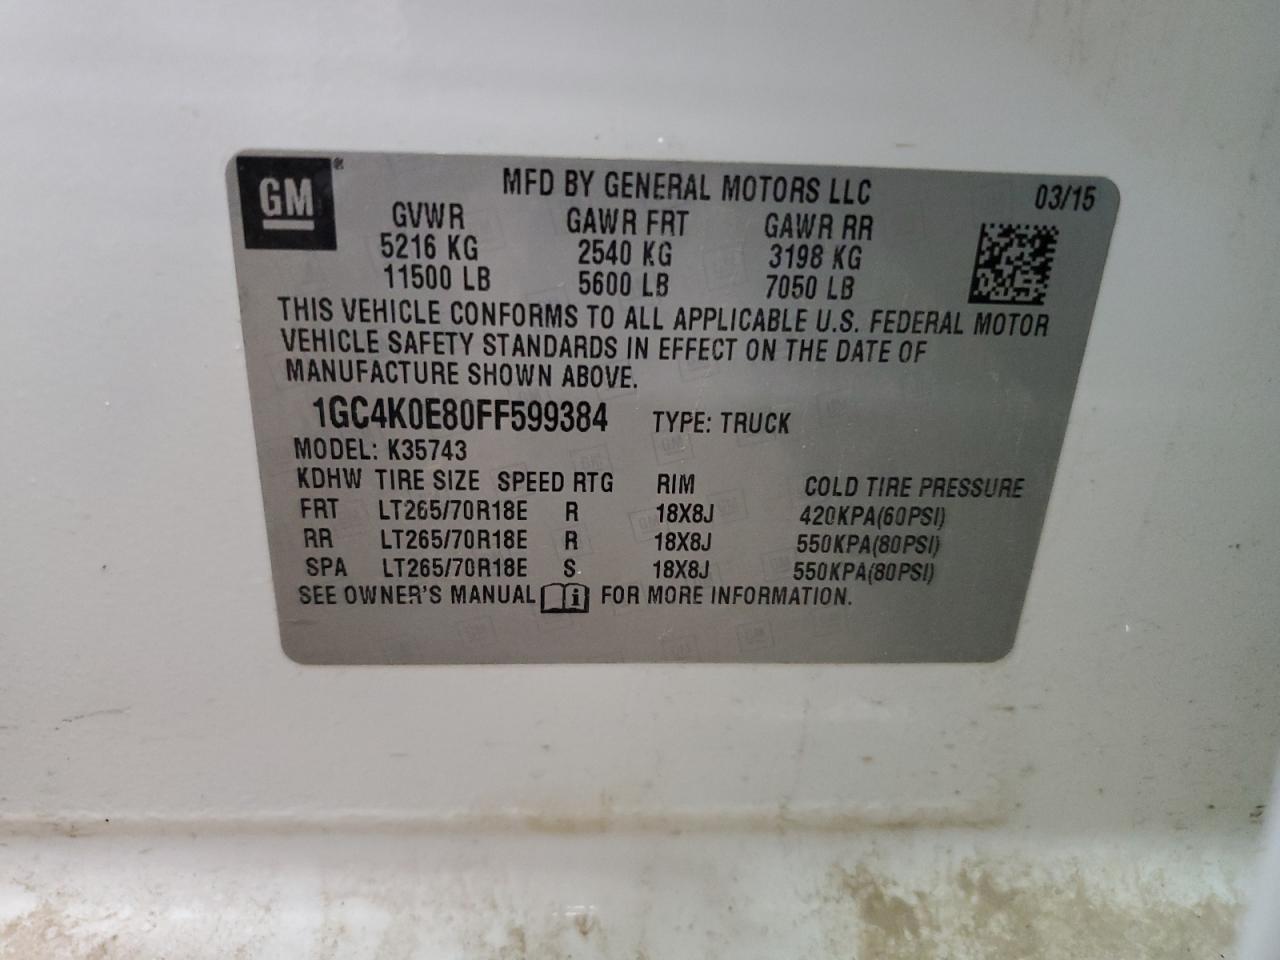 GM®
MFD BY GENERAL MOTORS LLC 03/15
GVWR GAWR FRT GAWR RR
5216 KG 2540 KG 3198 KG
11500 LB 5600 LB 7050 LB
THIS VEHICLE CONFORMS TO ALL APPLICABLE U.S. FEDERAL MOTOR
VEHICLE SAFETY STANDARDS IN EFFECT ON THE DATE OF
MANUFACTURE SHOWN ABOVE.
1GC4K0E80FF599384 TYPE: TRUCK
MODEL: K35743
KDHW TIRE SIZE SPEED RTG RIM COLD TIRE PRESSURE
FRT LT265/70R18E R 18X8J 420KPA(60PSI)
RR LT265/70R18E R 18X8J 550KPA(80PSI)
SPA LT265/70R18E S 18X8J 550KPA(80PSI)
SEE OWNER'S MANUAL i FOR MORE INFORMATION.